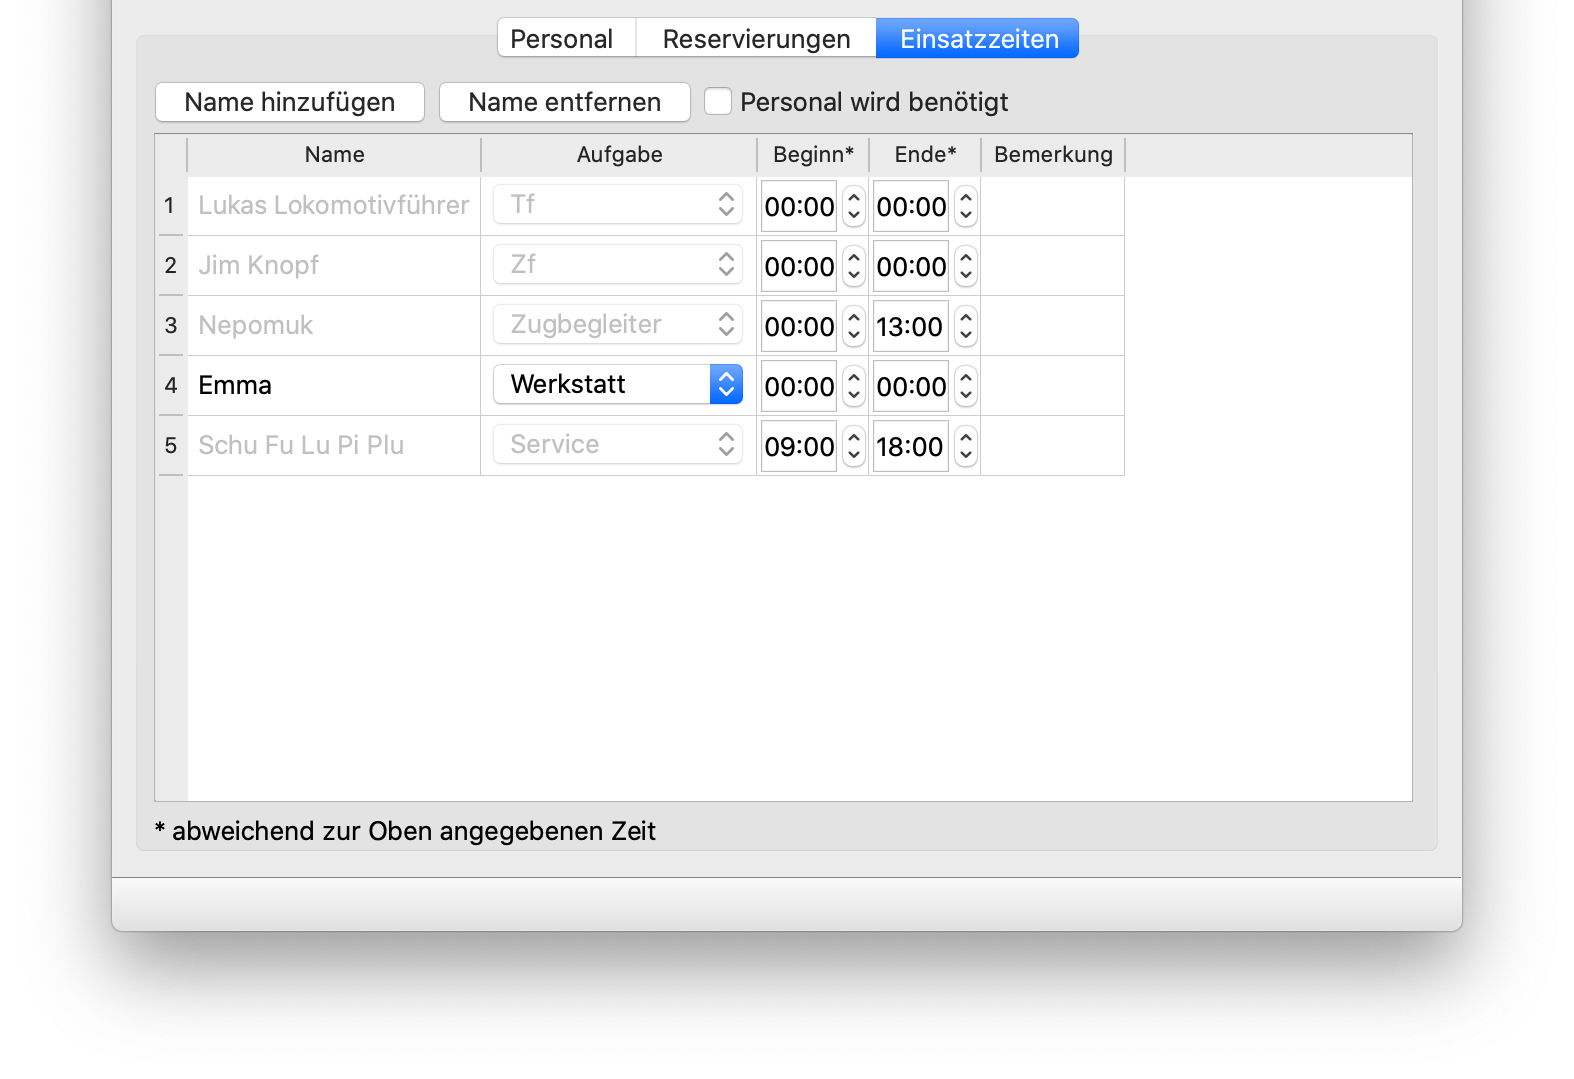 Personal Reservierungen Einsatzzeiten
Name hinzufügen Name entfernen Personal wird benötigt
Name Aufgabe Beginn* Ende* Bemerkung
1 Lukas Lokomotivführer Tf 00:00 00:00
2 Jim Knopf Zf 00:00 00:00
3 Nepomuk Zugbegleiter 00:00 13:00
4 Emma Werkstatt 00:00 00:00
5 Schu Fu Lu Pi Plu Service 09:00 18:00
* abweichend zur Oben angegebenen Zeit